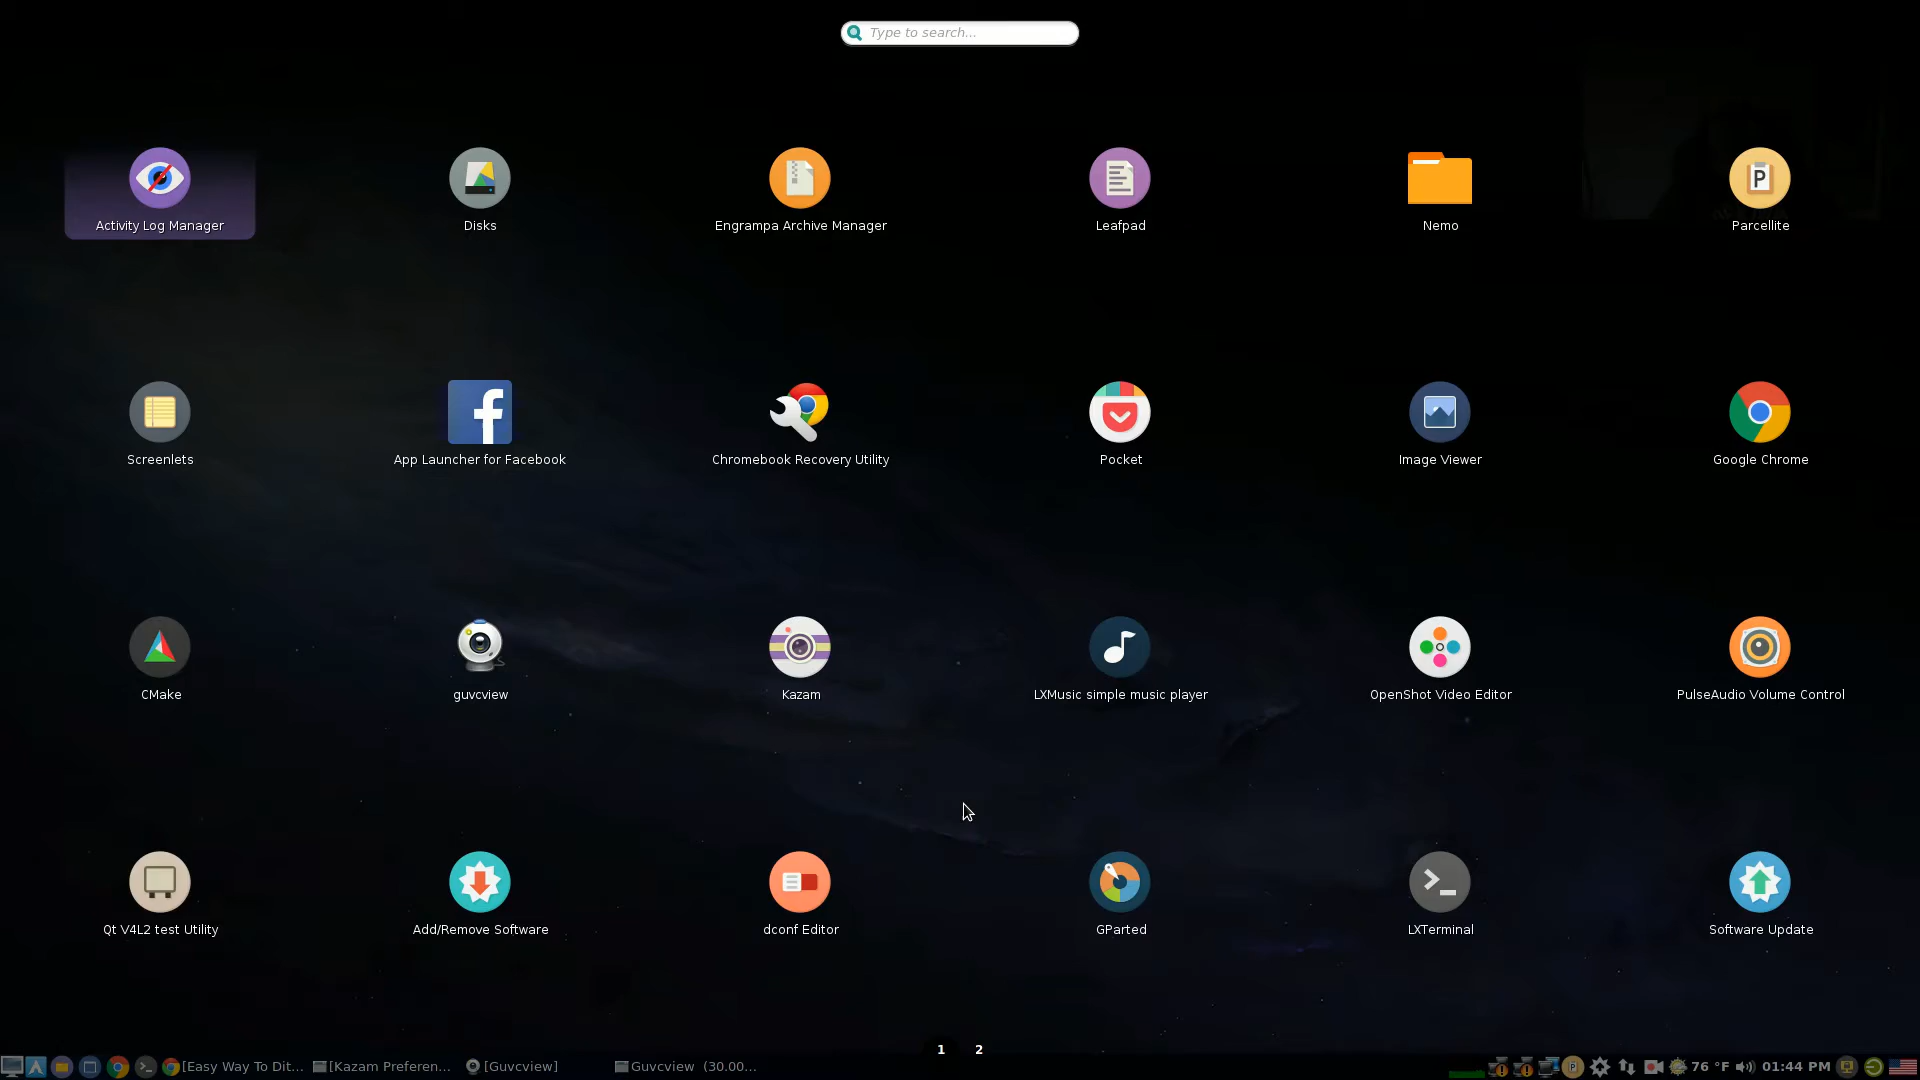 Type to search...
Activity Log Manager
Disks
Engrampa Archive Manager
Leafpad
Nemo
Parcellite
Screenlets
App Launcher for Facebook
Chromebook Recovery Utility
Pocket
Image Viewer
Google Chrome
CMake
guvcview
Kazam
LXMusic simple music player
OpenShot Video Editor
PulseAudio Volume Control
Qt V4L2 test Utility
Add/Remove Software
dconf Editor
GParted
LXTerminal
Software Update
1 2
[Easy Way To Dit... [Kazam Preferen... [Guvcview] Guvcview (30.00... 76 °F 01:44 PM